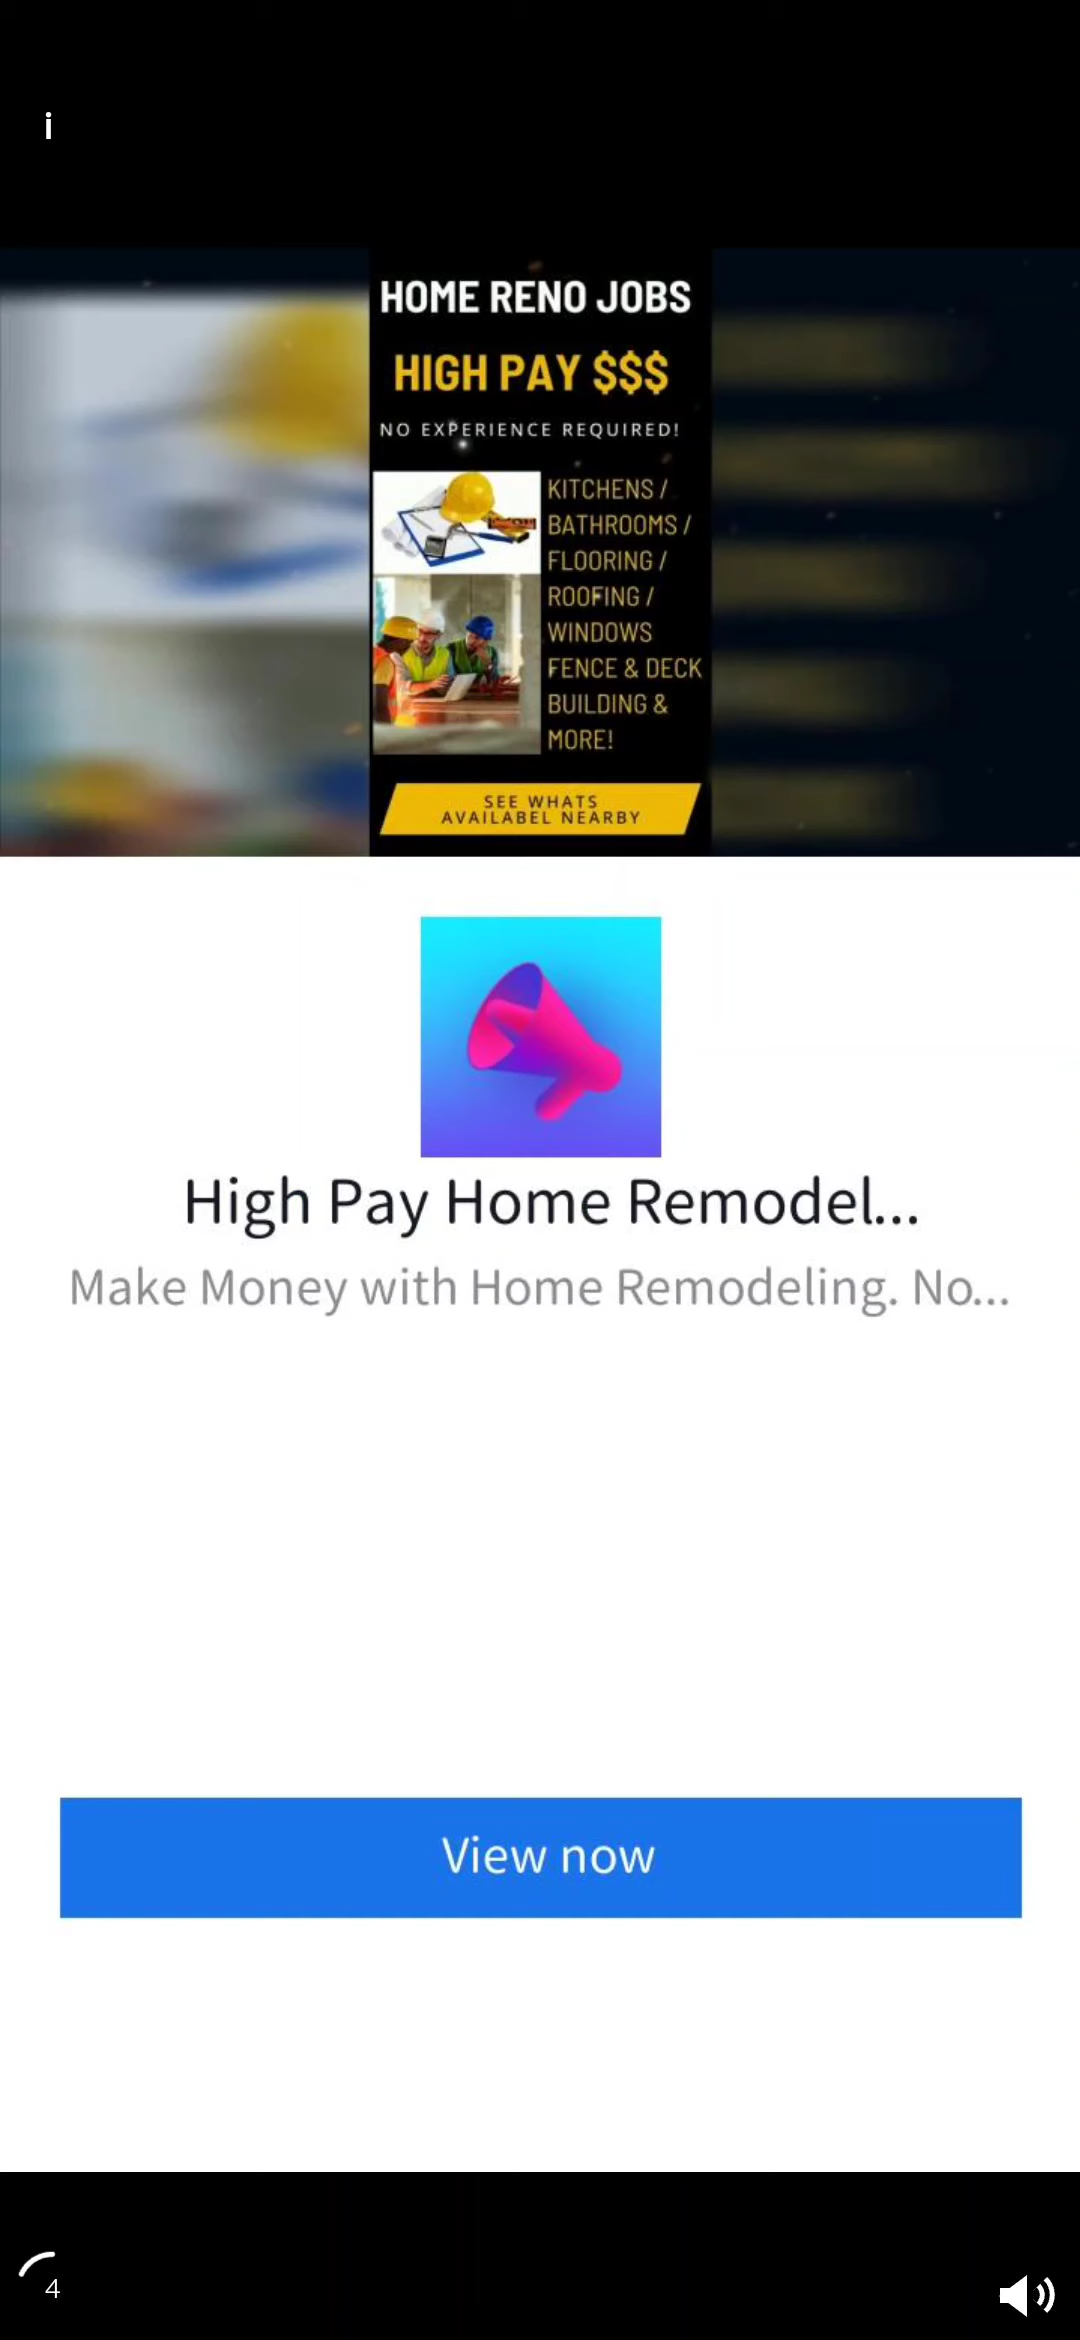 i
HOME RENO JOBS
HIGH PAY $$$
NO EXPERIENCE REQUIRED!
KITCHENS /
BATHROOMS /
FLOORING /
ROOFING /
WINDOWS
FENCE & DECK
BUILDING &
MORE!
SEE WHATS
AVAILABEL NEARBY
High Pay Home Remodel...
Make Money with Home Remodeling. No...
View now
4